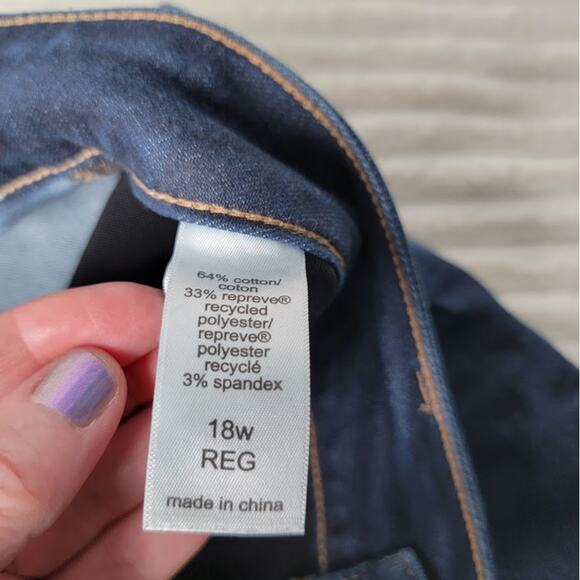 64% cotton/
coton
33% repreve®
recycled
polyester/
repreve®
polyester
recyclé
3% spandex
18w
REG
made in china